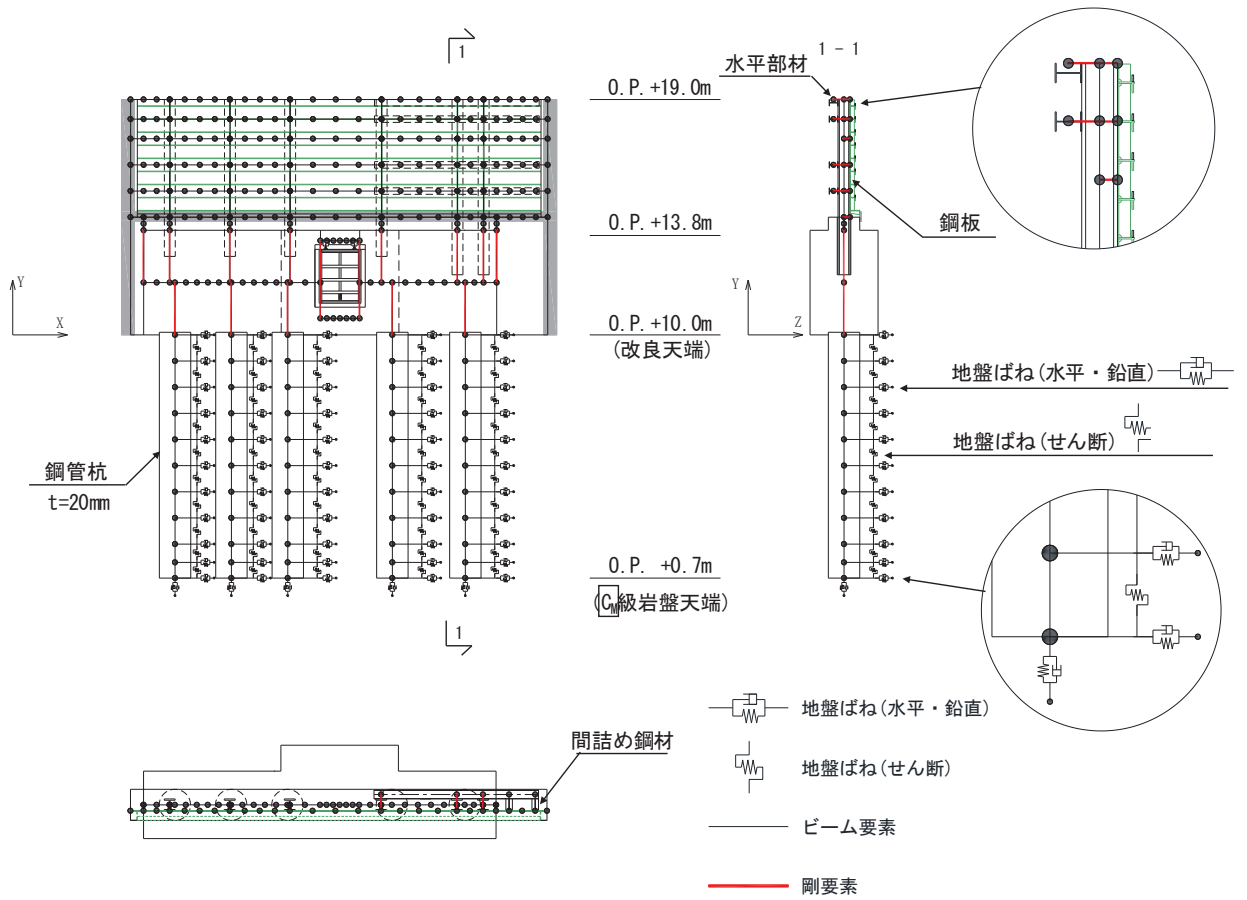 1
1 - 1
水平部材
O.P. +19.0m
O.P. +13.8m
鋼板
Y
X
Y
Z
O.P. +10.0m
(改良天端)
地盤ばね(水平・鉛直)
地盤ばね(せん断)
鋼管杭
t=20mm
O.P. +0.7m
(CM級岩盤天端)
1
間詰め鋼材
地盤ばね(水平・鉛直)
地盤ばね(せん断)
ビーム要素
剛要素